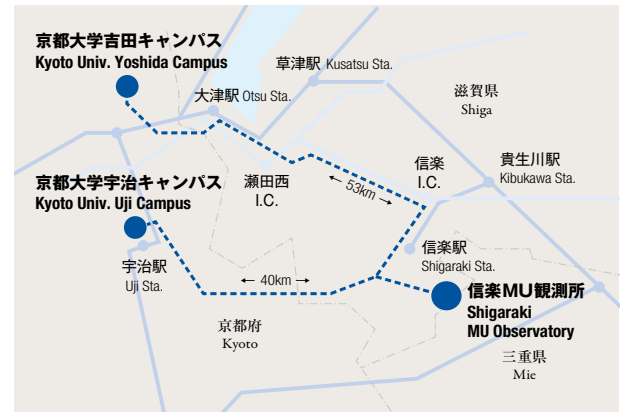 京都大学吉田キャンパス
Kyoto Univ. Yoshida Campus
草津駅 Kusatsu Sta.
大津駅 Otsu Sta.
滋賀県
Shiga
信楽
I.C.
貴生川駅
Kibukawa Sta.
京都大学宇治キャンパス
Kyoto Univ. Uji Campus
瀬田西
I.C.
← 53km →
信楽駅
Shigaraki Sta.
宇治駅
Uji Sta.
← 40km →
信楽MU観測所
Shigaraki
MU Observatory
京都府
Kyoto
三重県
Mie